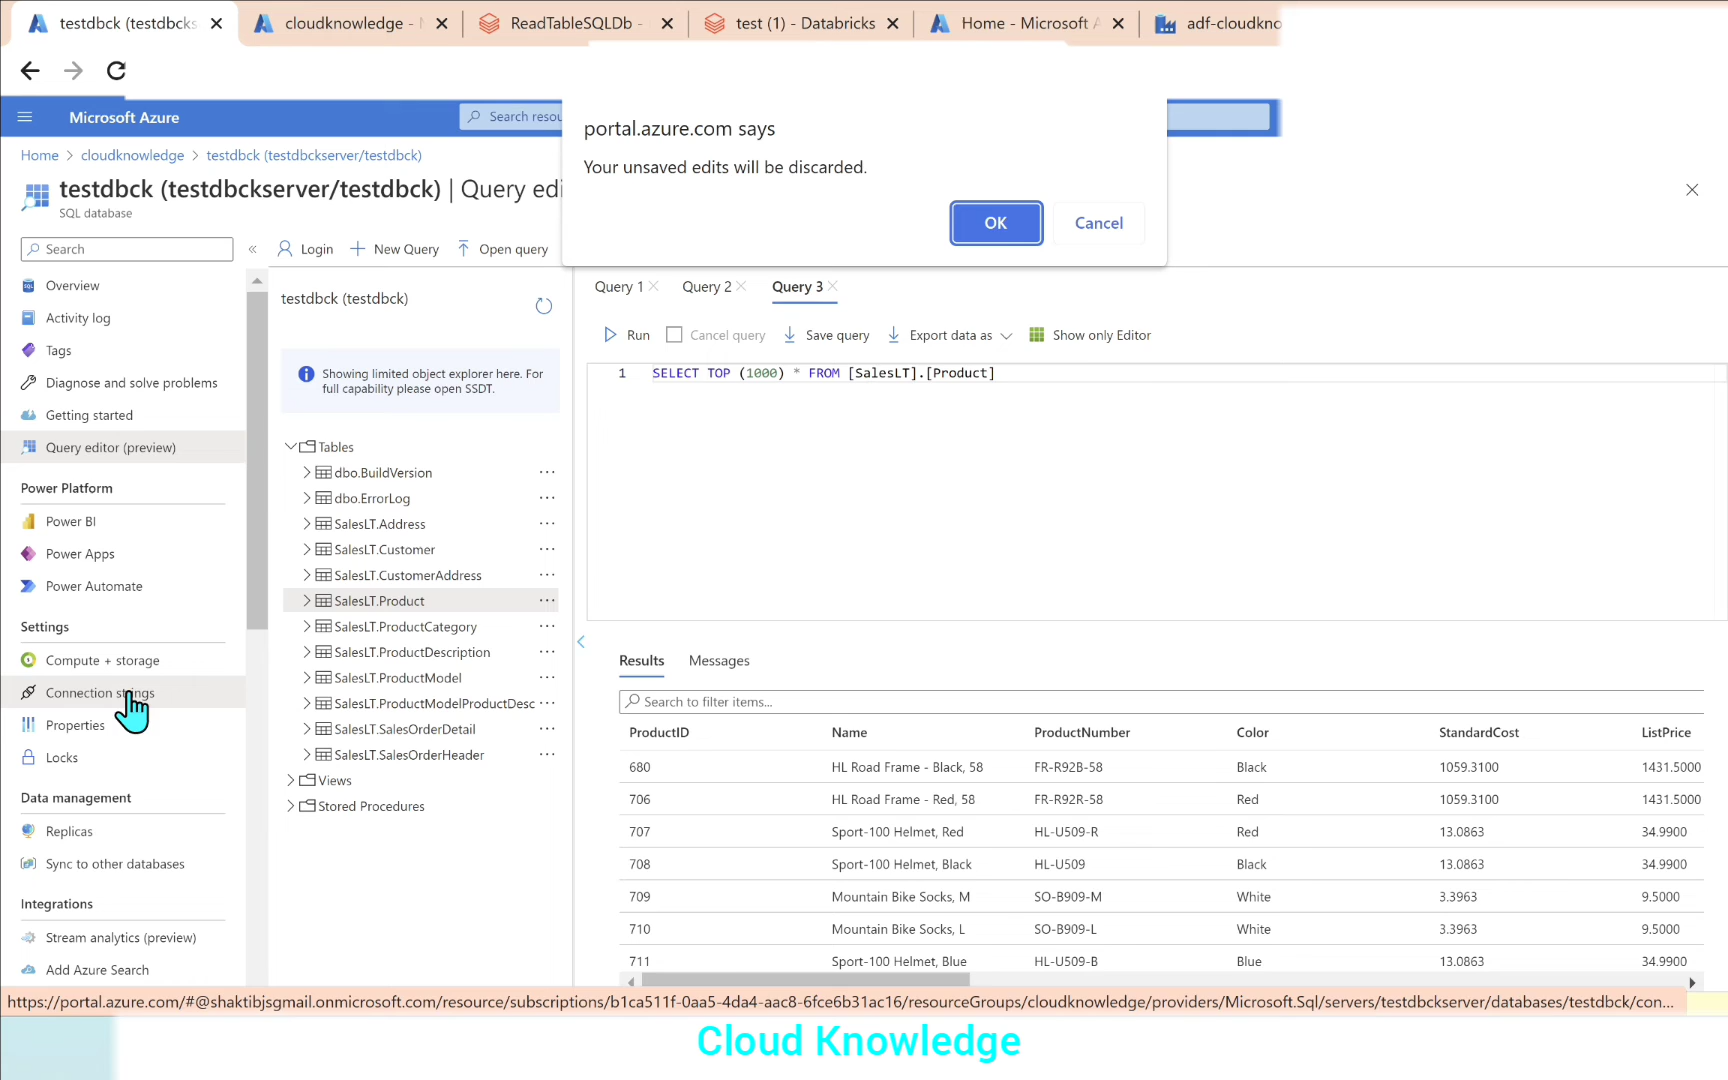 testdbck (testdbcks
cloudknowledge -
ReadTableSQLDb -
test (1) - Databricks
Home - Microsoft A
adf-cloudkno
Microsoft Azure
Search resou
portal.azure.com says
Your unsaved edits will be discarded.
OK
Cancel
Home > cloudknowledge > testdbck (testdbckserver/testdbck)
testdbck (testdbckserver/testdbck) | Query edi
SQL database
Search
«
Login
New Query
Open query
Overview
Activity log
Tags
Diagnose and solve problems
Getting started
Query editor (preview)
Power Platform
Power BI
Power Apps
Power Automate
Settings
Compute + storage
Connection strings
Properties
Locks
Data management
Replicas
Sync to other databases
Integrations
Stream analytics (preview)
Add Azure Search
testdbck (testdbck)
Showing limited object explorer here. For
full capability please open SSDT.
Tables
dbo.BuildVersion ...
dbo.ErrorLog ...
SalesLT.Address ...
SalesLT.Customer ...
SalesLT.CustomerAddress ...
SalesLT.Product ...
SalesLT.ProductCategory ...
SalesLT.ProductDescription ...
SalesLT.ProductModel ...
SalesLT.ProductModelProductDesc ...
SalesLT.SalesOrderDetail ...
SalesLT.SalesOrderHeader ...
Views
Stored Procedures
Query 1
Query 2
Query 3
Run
Cancel query
Save query
Export data as
Show only Editor
1 SELECT TOP (1000) * FROM [SalesLT].[Product]
Results
Messages
Search to filter items...
ProductID Name ProductNumber Color StandardCost ListPrice
680 HL Road Frame - Black, 58 FR-R92B-58 Black 1059.3100 1431.5000
706 HL Road Frame - Red, 58 FR-R92R-58 Red 1059.3100 1431.5000
707 Sport-100 Helmet, Red HL-U509-R Red 13.0863 34.9900
708 Sport-100 Helmet, Black HL-U509 Black 13.0863 34.9900
709 Mountain Bike Socks, M SO-B909-M White 3.3963 9.5000
710 Mountain Bike Socks, L SO-B909-L White 3.3963 9.5000
711 Sport-100 Helmet, Blue HL-U509-B Blue 13.0863 34.9900
https://portal.azure.com/#@shaktibjsgmail.onmicrosoft.com/resource/subscriptions/b1ca511f-0aa5-4da4-aac8-6fce6b31ac16/resourceGroups/cloudknowledge/providers/Microsoft.Sql/servers/testdbckserver/databases/testdbck/con...
Cloud Knowledge